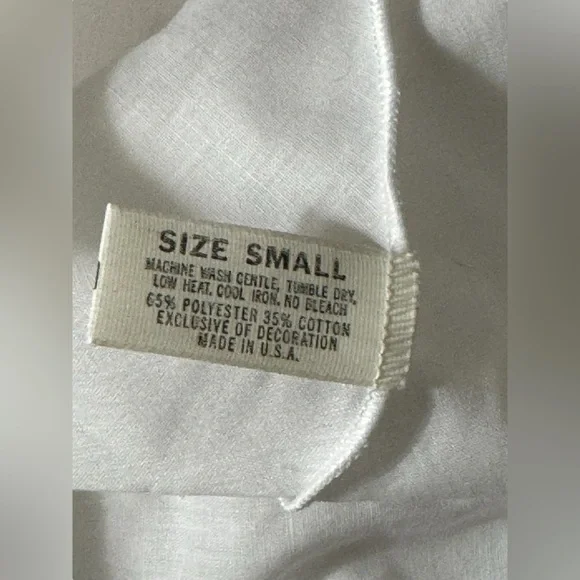 SIZE SMALL
MACHINE WASH GENTLE, TUMBLE DRY,
LOW HEAT. COOL IRON. NO BLEACH
65% POLYESTER 35% COTTON
EXCLUSIVE OF DECORATION
MADE IN U.S.A.